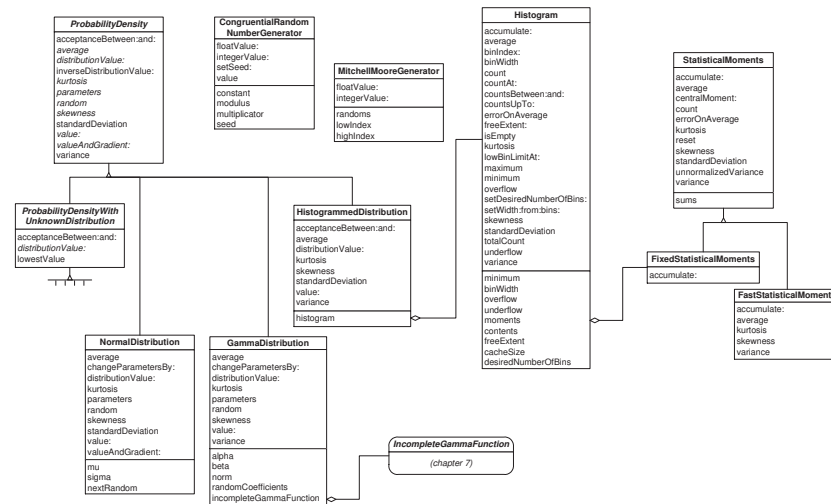 ProbabilityDensity
acceptanceBetween:and:
average
distributionValue:
inverseDistributionValue:
kurtosis
parameters
random
skewness
standardDeviation
value:
valueAndGradient:
variance
CongruentialRandom
NumberGenerator
floatValue:
integerValue:
setSeed:
value
constant
modulus
multiplicator
seed
MitchellMooreGenerator
floatValue:
integerValue:
randoms
lowIndex
highIndex
Histogram
accumulate:
average
binIndex:
binWidth
count
countAt:
countsBetween:and:
countsUpTo:
errorOnAverage
freeExtent:
isEmpty
kurtosis
lowBinLimitAt:
maximum
minimum
overflow
setDesiredNumberOfBins:
setWidth:from:bins:
skewness
standardDeviation
totalCount
underflow
variance
minimum
binWidth
overflow
underflow
moments
contents
freeExtent
cacheSize
desiredNumberOfBins
StatisticalMoments
accumulate:
average
centralMoment:
count
errorOnAverage
kurtosis
reset
skewness
standardDeviation
unnormalizedVariance
variance
sums
ProbabilityDensityWith
UnknownDistribution
acceptanceBetween:and:
distributionValue:
lowestValue
HistogrammedDistribution
acceptanceBetween:and:
average
distributionValue:
kurtosis
skewness
standardDeviation
value:
variance
histogram
FixedStatisticalMoments
accumulate:
FastStatisticalMoment
accumulate:
average
kurtosis
skewness
variance
NormalDistribution
average
changeParametersBy:
distributionValue:
kurtosis
parameters
random
skewness
standardDeviation
value:
valueAndGradient:
mu
sigma
nextRandom
GammaDistribution
average
changeParametersBy:
distributionValue:
kurtosis
parameters
random
skewness
value:
variance
alpha
beta
norm
randomCoefficients
incompleteGammaFunction
IncompleteGammaFunction
(chapter 7)